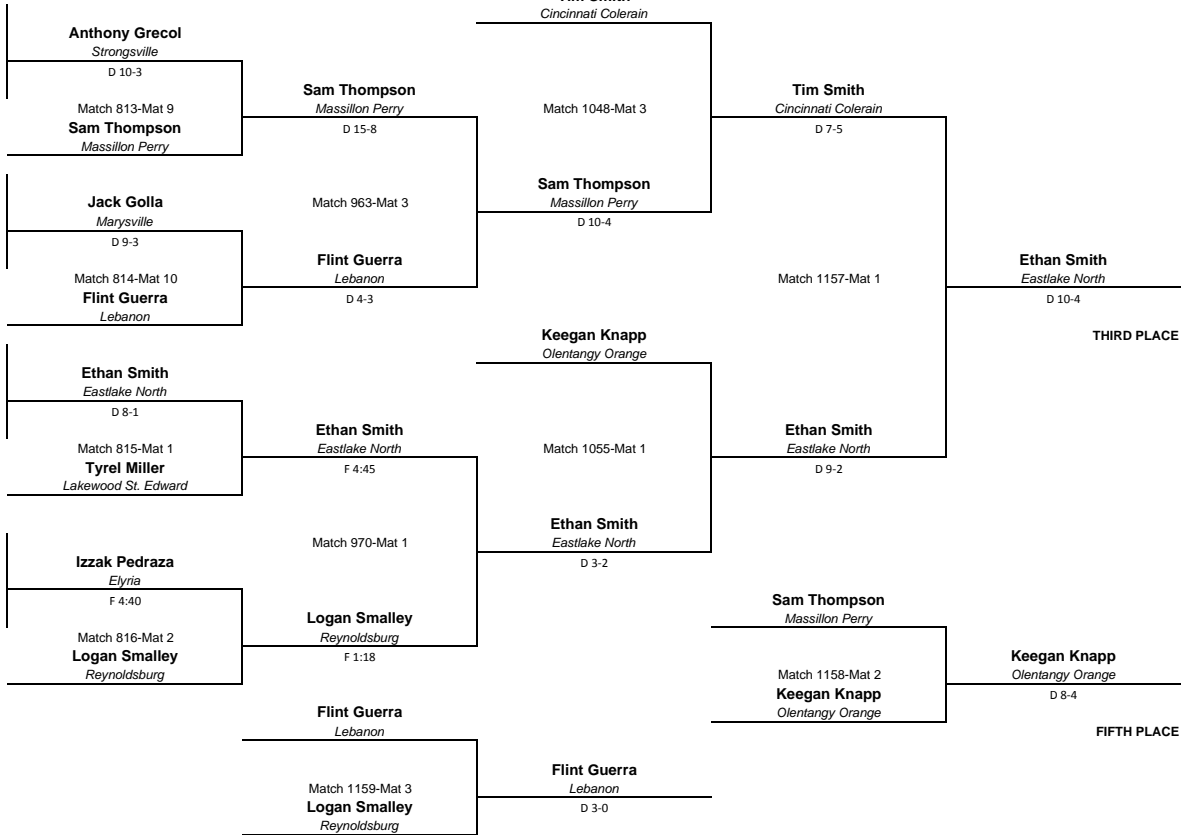 Tim Smith
Cincinnati Colerain
Anthony Grecol
Strongsville
D 10-3
Match 813-Mat 9
Sam Thompson
Massillon Perry
Sam Thompson
Massillon Perry
D 15-8
Match 1048-Mat 3
Tim Smith
Cincinnati Colerain
D 7-5
Jack Golla
Marysville
D 9-3
Match 814-Mat 10
Flint Guerra
Lebanon
Match 963-Mat 3
Flint Guerra
Lebanon
D 4-3
Sam Thompson
Massillon Perry
D 10-4
Match 1157-Mat 1
Ethan Smith
Eastlake North
D 10-4
THIRD PLACE
Keegan Knapp
Olentangy Orange
Ethan Smith
Eastlake North
D 8-1
Match 815-Mat 1
Tyrel Miller
Lakewood St. Edward
Ethan Smith
Eastlake North
F 4:45
Match 1055-Mat 1
Ethan Smith
Eastlake North
D 9-2
Izzak Pedraza
Elyria
F 4:40
Match 816-Mat 2
Logan Smalley
Reynoldsburg
Match 970-Mat 1
Logan Smalley
Reynoldsburg
F 1:18
Ethan Smith
Eastlake North
D 3-2
Sam Thompson
Massillon Perry
Match 1158-Mat 2
Keegan Knapp
Olentangy Orange
Keegan Knapp
Olentangy Orange
D 8-4
FIFTH PLACE
Flint Guerra
Lebanon
Match 1159-Mat 3
Logan Smalley
Reynoldsburg
Flint Guerra
Lebanon
D 3-0